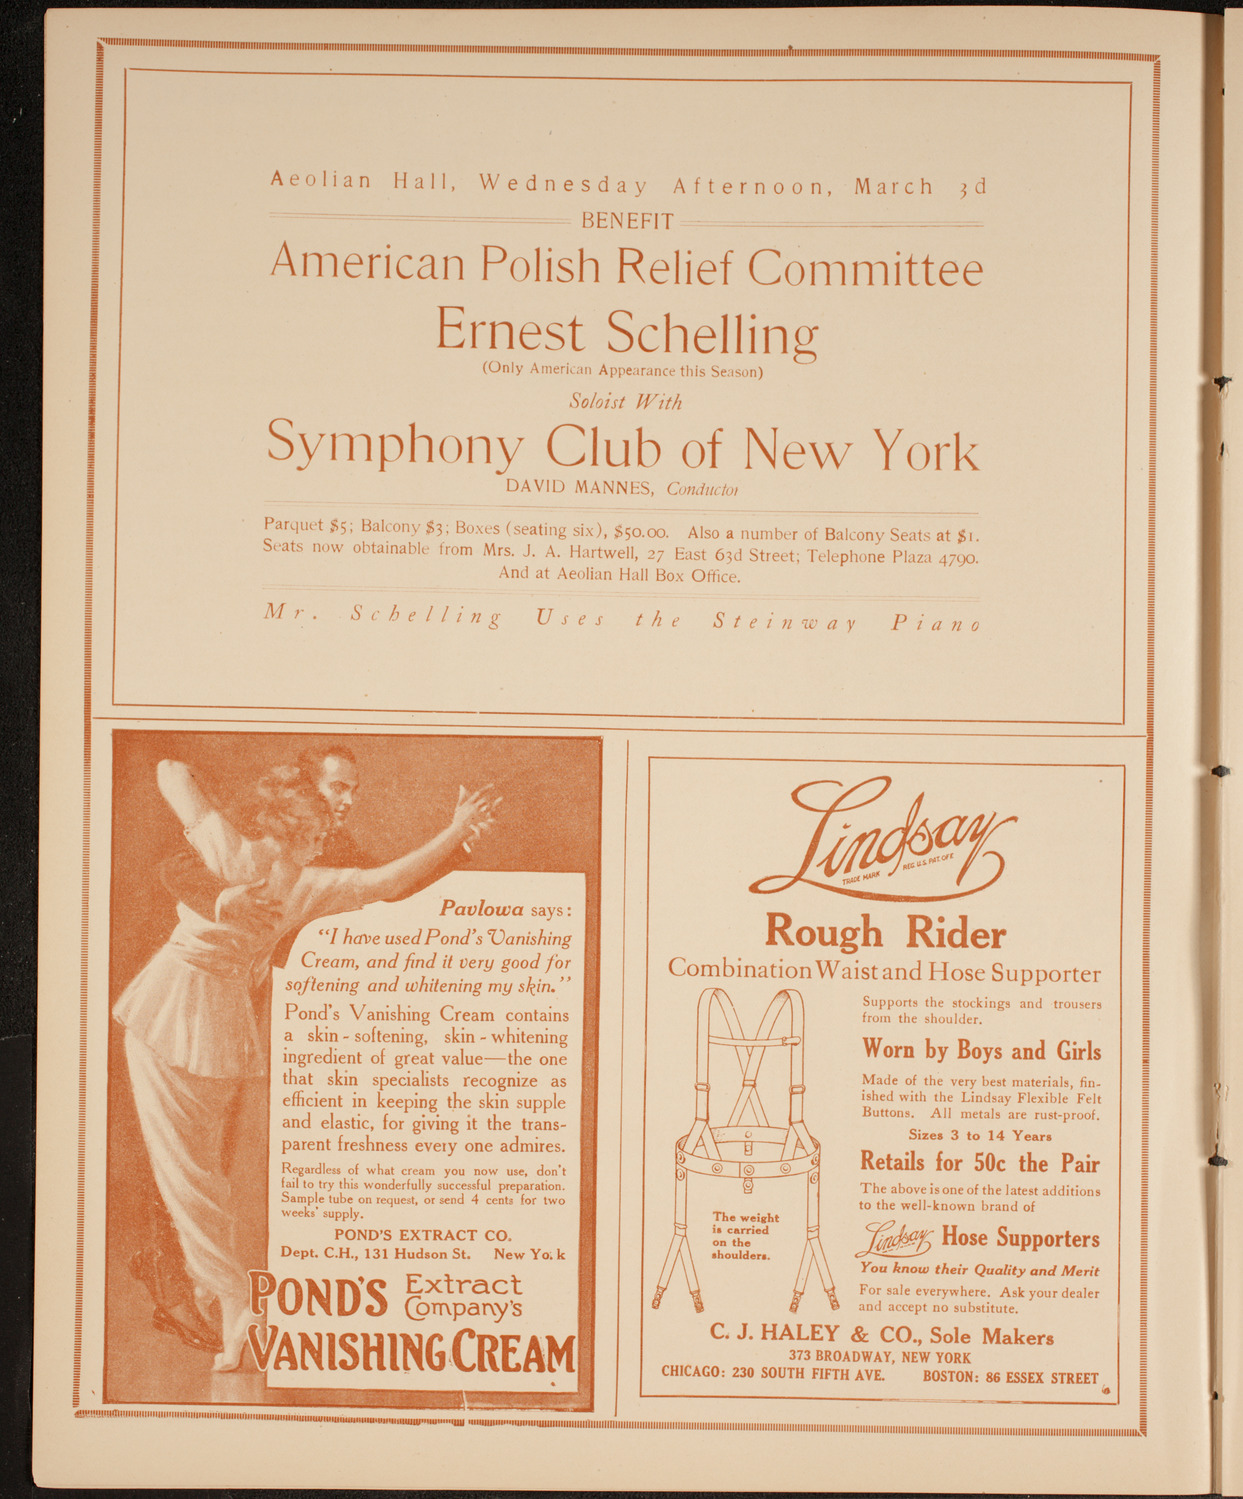 Aeolian Hall, Wednesday Afternoon, March 3d
BENEFIT
American Polish Relief Committee
Ernest Schelling
(Only American Appearance this Season)
Soloist With
Symphony Club of New York
DAVID MANNES, Conductor
Parquet $5; Balcony $3; Boxes (seating six), $50.00. Also a number of Balcony Seats at $1.
Seats now obtainable from Mrs. J. A. Hartwell, 27 East 63d Street; Telephone Plaza 4790.
And at Aeolian Hall Box Office.
Mr. Schelling Uses the Steinway Piano
Pavlowa says:
"I have used Pond's Vanishing
Cream, and find it very good for
softening and whitening my skin."
Pond's Vanishing Cream contains
a skin-softening, skin-whitening
ingredient of great value—the one
that skin specialists recognize as
efficient in keeping the skin supple
and elastic, for giving it the trans-
parent freshness every one admires.
Regardless of what cream you now use, don't
fail to try this wonderfully successful preparation.
Sample tube on request, or send 4 cents for two
weeks' supply.
POND'S EXTRACT CO.
Dept. C.H., 131 Hudson St. New York
POND'S Extract
Company's
VANISHING CREAM
Lindsay
TRADE MARK REG. U.S. PAT. OFF.
Rough Rider
Combination Waist and Hose Supporter
Supports the stockings and trousers
from the shoulder.
Worn by Boys and Girls
Made of the very best materials, fin-
ished with the Lindsay Flexible Felt
Buttons. All metals are rust-proof.
Sizes 3 to 14 Years
Retails for 50c the Pair
The above is one of the latest additions
to the well-known brand of
Lindsay Hose Supporters
You know their Quality and Merit
For sale everywhere. Ask your dealer
and accept no substitute.
The weight
is carried
on the
shoulders.
C. J. HALEY & CO., Sole Makers
373 BROADWAY, NEW YORK
CHICAGO: 230 SOUTH FIFTH AVE. BOSTON: 86 ESSEX STREET